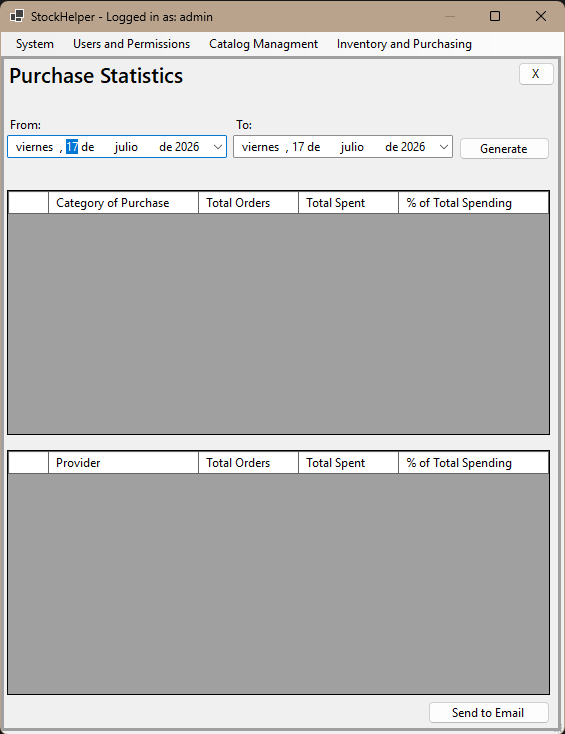 StockHelper - Logged in as: admin
System Users and Permissions Catalog Managment Inventory and Purchasing
Purchase Statistics
X
From: To:
viernes , 17 de julio de 2026 viernes , 17 de julio de 2026 Generate
Category of Purchase Total Orders Total Spent % of Total Spending
Provider Total Orders Total Spent % of Total Spending
Send to Email